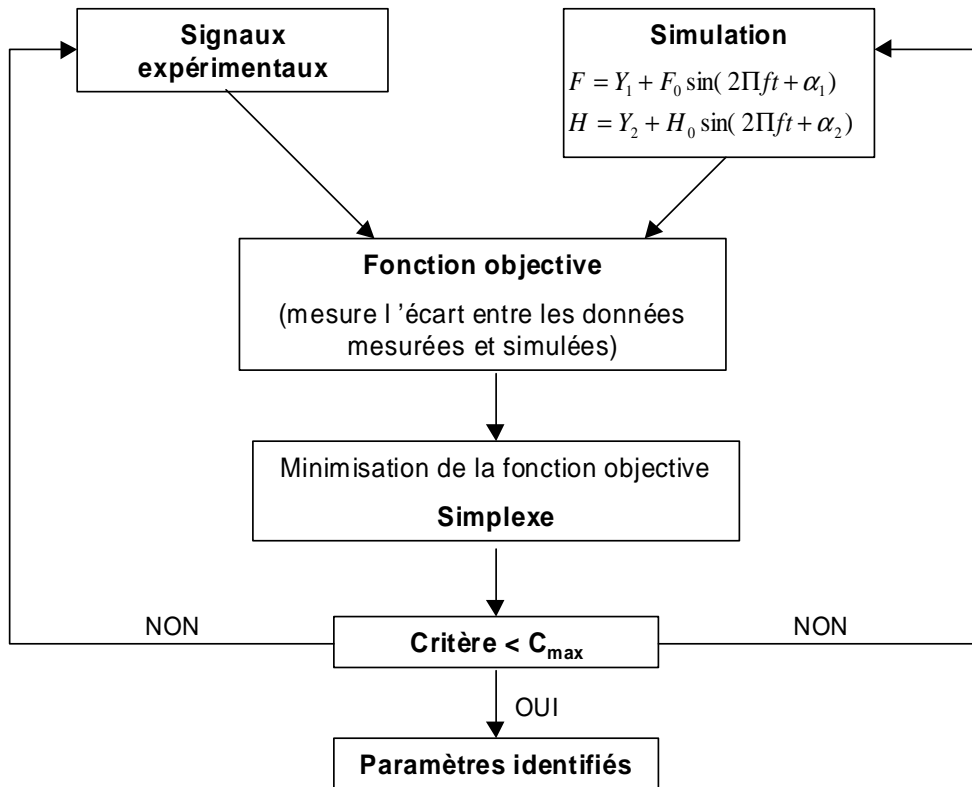 Signaux
expérimentaux
Simulation
F = Y₁ + F₀ sin( 2Πft + α₁)
H = Y₂ + H₀ sin( 2Πft + α₂)
Fonction objective
(mesure l ’écart entre les données
mesurées et simulées)
Minimisation de la fonction objective
Simplexe
NON
Critère < Cmax
NON
OUI
Paramètres identifiés